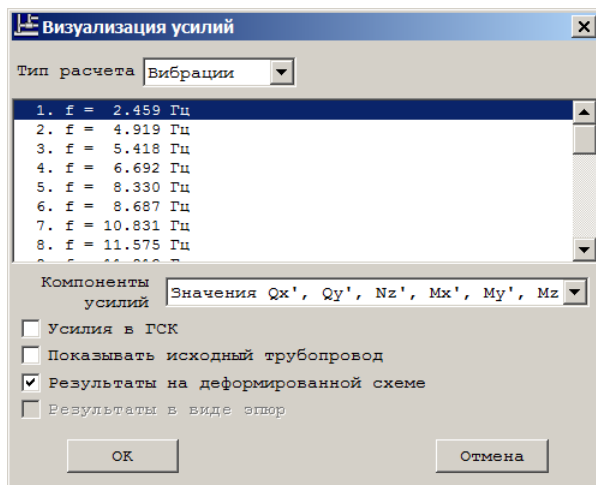 Визуализация усилий
Тип расчета Вибрации
1. f = 2.459 Гц
2. f = 4.919 Гц
3. f = 5.418 Гц
4. f = 6.692 Гц
5. f = 8.330 Гц
6. f = 8.687 Гц
7. f = 10.831 Гц
8. f = 11.575 Гц
Компоненты
усилий Значения Qx', Qy', Nz', Mx', My', Mz
Усилия в ГСК
Показывать исходный трубопровод
Результаты на деформированной схеме
Результаты в виде эпюр
OK Отмена